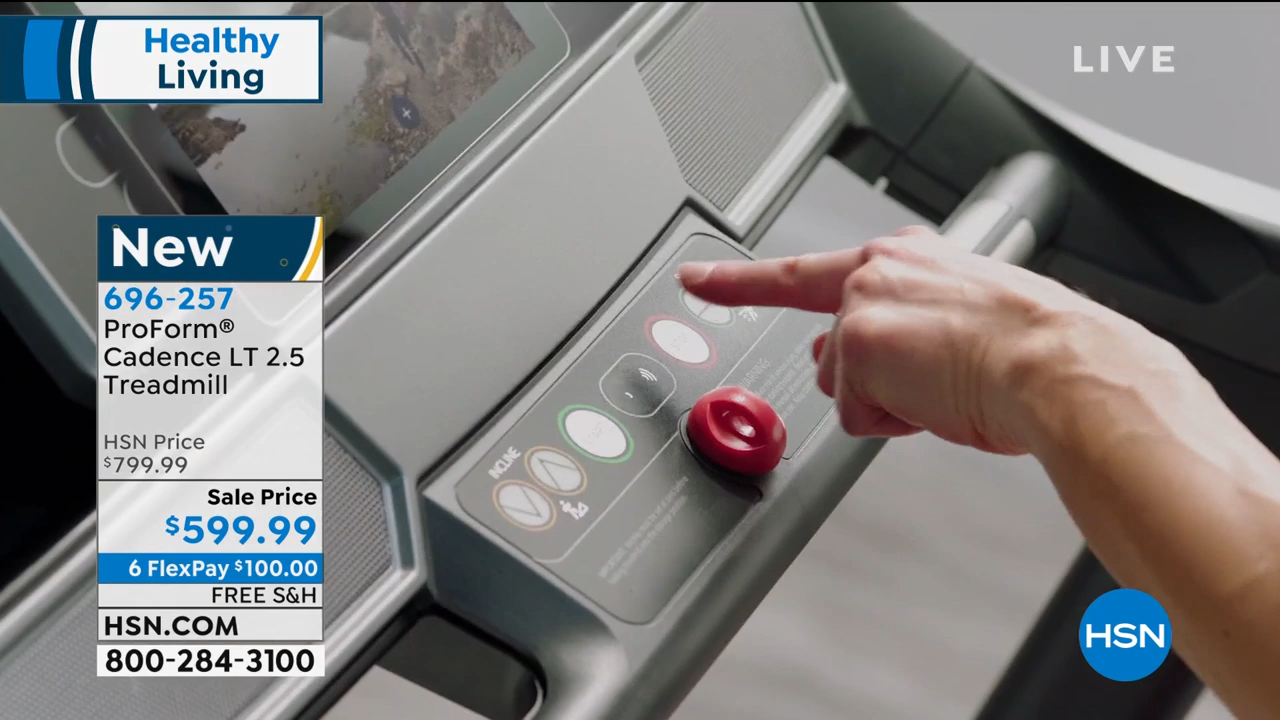 Healthy
Living
LIVE
New
696-257
ProForm®
Cadence LT 2.5
Treadmill
HSN Price
$799.99
Sale Price
$599.99
6 FlexPay $100.00
FREE S&H
HSN.COM
800-284-3100
INCLINE
START
HSN